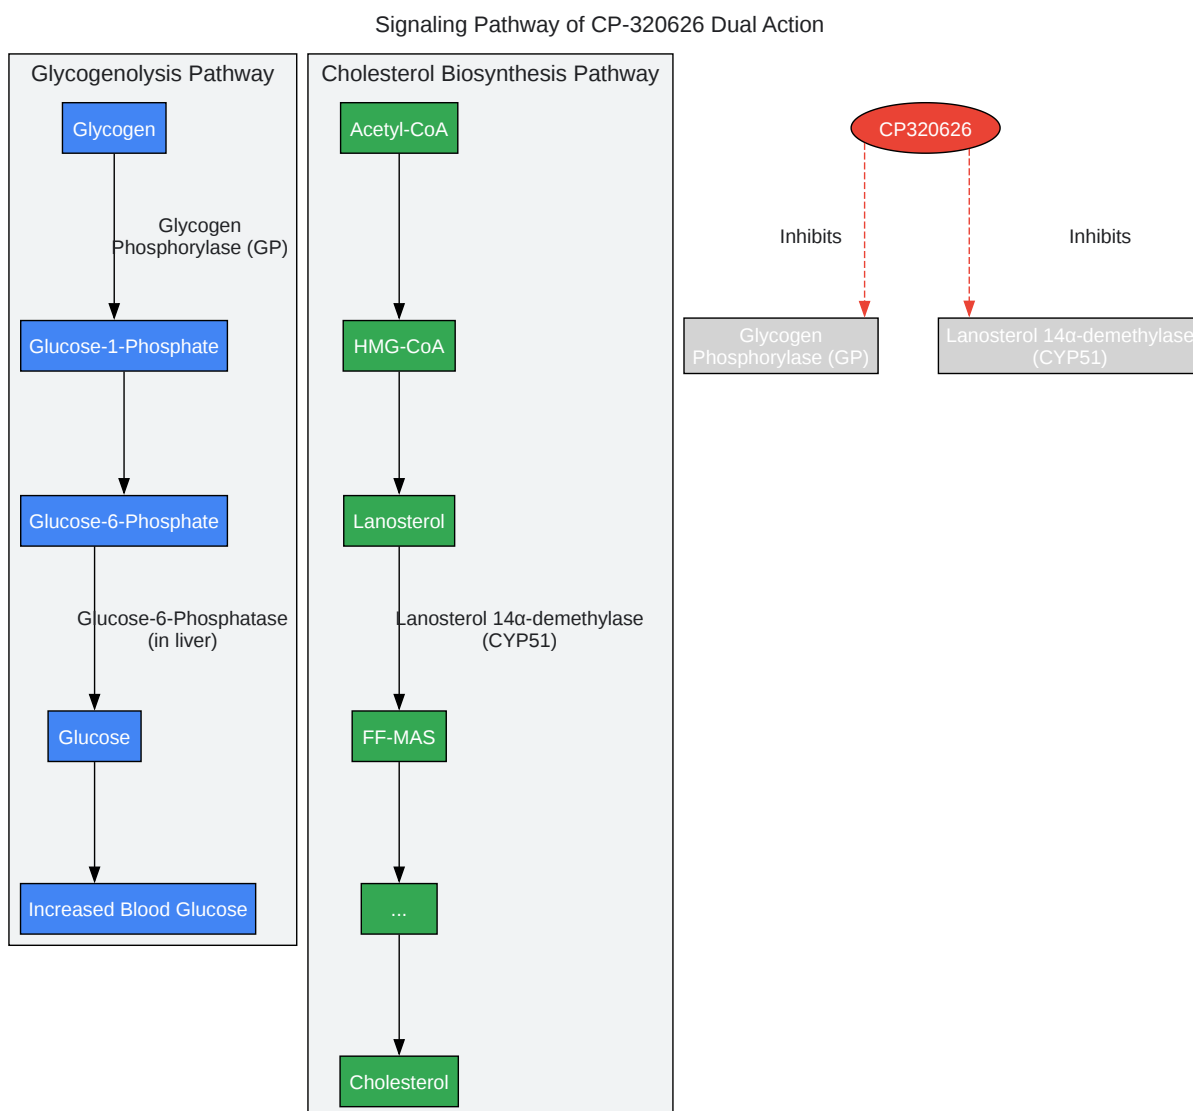 Signaling Pathway of CP-320626 Dual Action
Glycogenolysis Pathway
Glycogen
Glycogen
Phosphorylase (GP)
Glucose-1-Phosphate
Glucose-6-Phosphate
Glucose-6-Phosphatase
(in liver)
Glucose
Increased Blood Glucose
Cholesterol Biosynthesis Pathway
Acetyl-CoA
HMG-CoA
Lanosterol
Lanosterol 14α-demethylase
(CYP51)
FF-MAS
...
Cholesterol
CP320626
Inhibits
Inhibits
Glycogen
Phosphorylase (GP)
Lanosterol 14α-demethylase
(CYP51)